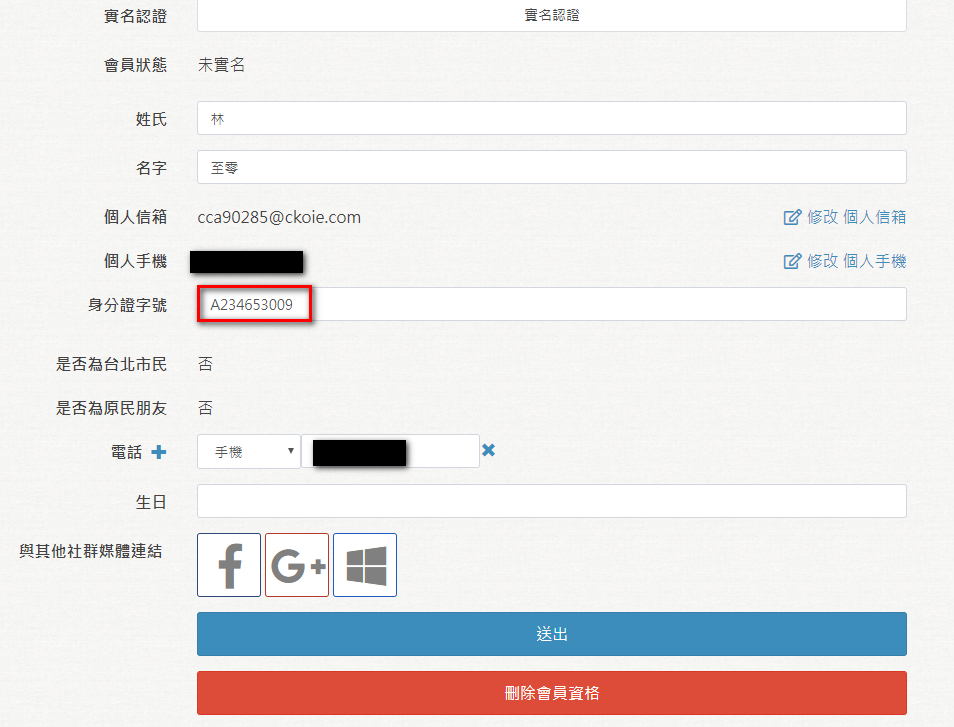 實名認證 實名認證
會員狀態 未實名
姓氏 林
名字 至零
個人信箱 cca90285@ckoie.com 修改 個人信箱
個人手機 修改 個人手機
身分證字號 A234653009
是否為台北市民 否
是否為原民朋友 否
電話 手機
生日
與其他社群媒體連結
G+
送出
刪除會員資格